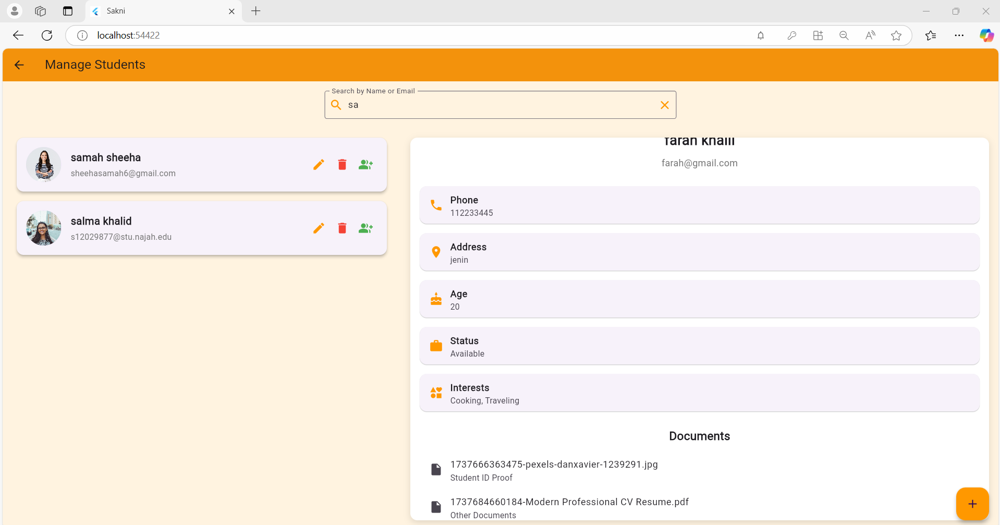 Sakni
localhost:54422
Manage Students
Search by Name or Email
sa
samah sheeha
sheehasamah6@gmail.com
salma khalid
s12029877@stu.najah.edu
farah khalil
farah@gmail.com
Phone
112233445
Address
jenin
Age
20
Status
Available
Interests
Cooking, Traveling
Documents
1737666363475-pexels-danxavier-1239291.jpg
Student ID Proof
1737684660184-Modern Professional CV Resume.pdf
Other Documents